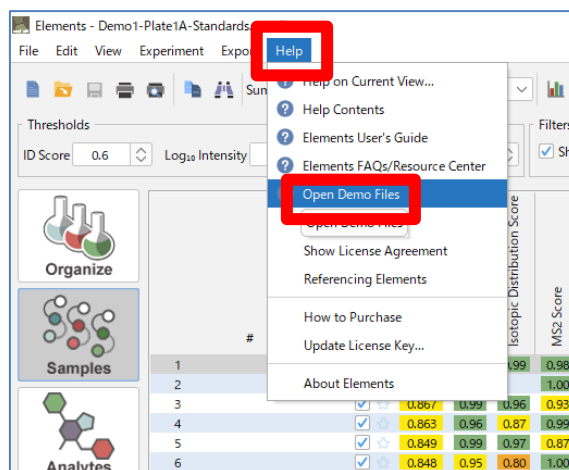 Elements - Demo1-Plate1A-Standards.
File Edit View Experiment Expo Help
Sum
Help on Current View...
Help Contents
Elements User's Guide
Elements FAQs/Resource Center
Open Demo Files
Open Demo Files
Show License Agreement
Referencing Elements
How to Purchase
Update License Key...
About Elements
Thresholds
Filters
ID Score 0.6 Log₁₀ Intensity
Sh
Organize
Samples
Analytes
#
Isotopic Distribution Score
MS2 Score
1 0.99 0.98
2 1.00
3 0.867 0.99 0.96 0.93
4 0.863 0.96 0.87 0.99
5 0.849 0.99 0.97 0.87
6 0.848 0.95 0.80 1.00